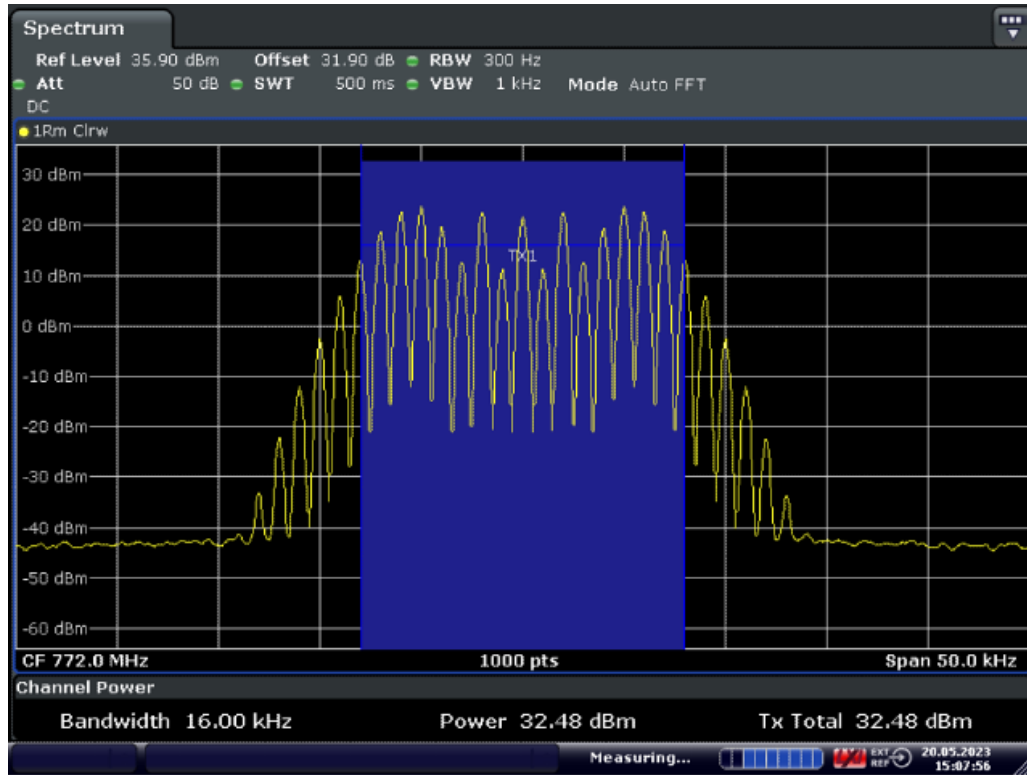 Spectrum
Ref Level 35.90 dBm Offset 31.90 dB RBW 300 Hz
Att 50 dB SWT 500 ms VBW 1 kHz Mode Auto FFT
DC
1Rm Clrw
30 dBm
20 dBm
TX1
10 dBm
0 dBm
-10 dBm
-20 dBm
-30 dBm
-40 dBm
-50 dBm
-60 dBm
CF 772.0 MHz 1000 pts Span 50.0 kHz
Channel Power
Bandwidth 16.00 kHz Power 32.48 dBm Tx Total 32.48 dBm
Measuring... EXT REF 20.05.2023
15:07:56